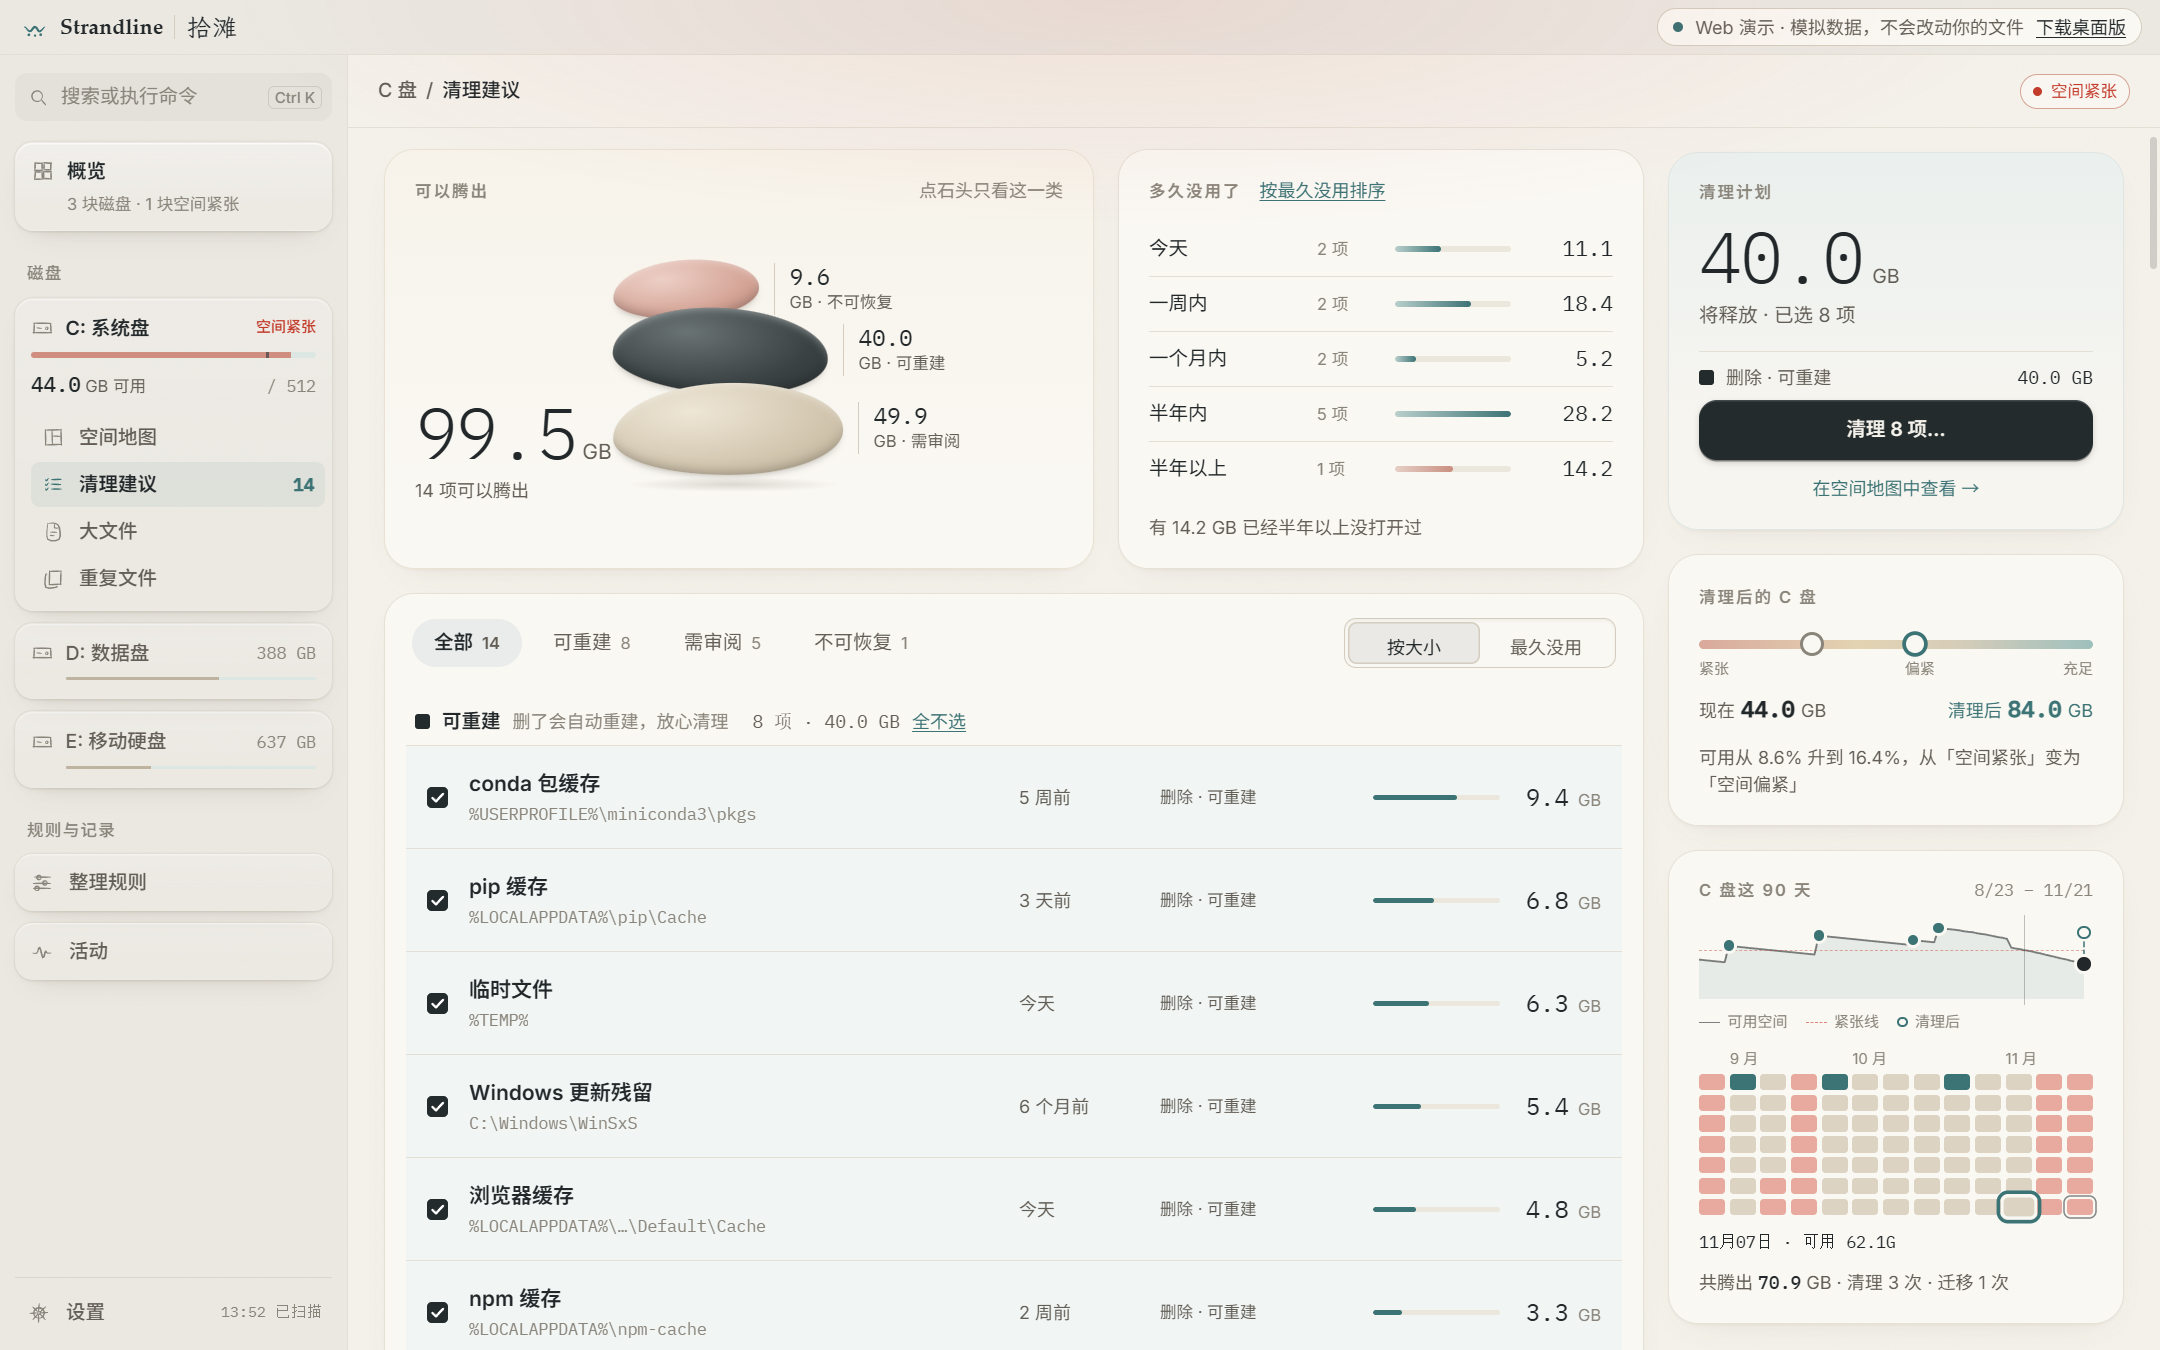 Strandline 拾滩
Web 演示 · 模拟数据，不会改动你的文件 下载桌面版
搜索或执行命令 Ctrl K
概览
3 块磁盘 · 1 块空间紧张
磁盘
C: 系统盘 空间紧张
44.0 GB 可用 / 512
空间地图
清理建议 14
大文件
重复文件
D: 数据盘 388 GB
E: 移动硬盘 637 GB
规则与记录
整理规则
活动
设置 13:52 已扫描
C 盘 / 清理建议
空间紧张
可以腾出 点石头只看这一类
9.6
GB · 不可恢复
40.0
GB · 可重建
49.9
GB · 需审阅
99.5 GB
14 项可以腾出
多久没用了 按最久没用排序
今天 2 项 11.1
一周内 2 项 18.4
一个月内 2 项 5.2
半年内 5 项 28.2
半年以上 1 项 14.2
有 14.2 GB 已经半年以上没打开过
全部 14 可重建 8 需审阅 5 不可恢复 1
按大小 最久没用
可重建 删了会自动重建，放心清理 8 项 · 40.0 GB 全不选
conda 包缓存
%USERPROFILE%\miniconda3\pkgs
5 周前 删除 · 可重建 9.4 GB
pip 缓存
%LOCALAPPDATA%\pip\Cache
3 天前 删除 · 可重建 6.8 GB
临时文件
%TEMP%
今天 删除 · 可重建 6.3 GB
Windows 更新残留
C:\Windows\WinSxS
6 个月前 删除 · 可重建 5.4 GB
浏览器缓存
%LOCALAPPDATA%\…\Default\Cache
今天 删除 · 可重建 4.8 GB
npm 缓存
%LOCALAPPDATA%\npm-cache
2 周前 删除 · 可重建 3.3 GB
清理计划
40.0 GB
将释放 · 已选 8 项
删除 · 可重建 40.0 GB
清理 8 项...
在空间地图中查看 →
清理后的 C 盘
紧张 偏紧 充足
现在 44.0 GB 清理后 84.0 GB
可用从 8.6% 升到 16.4%，从「空间紧张」变为
「空间偏紧」
C 盘这 90 天 8/23 – 11/21
可用空间 紧张线 清理后
9 月 10 月 11 月
11月07日 · 可用 62.1G
共腾出 70.9 GB · 清理 3 次 · 迁移 1 次